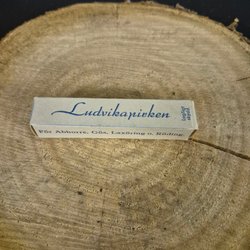 Ludvikapirken
För Abborre, Gös, Laxöring o. Röding.